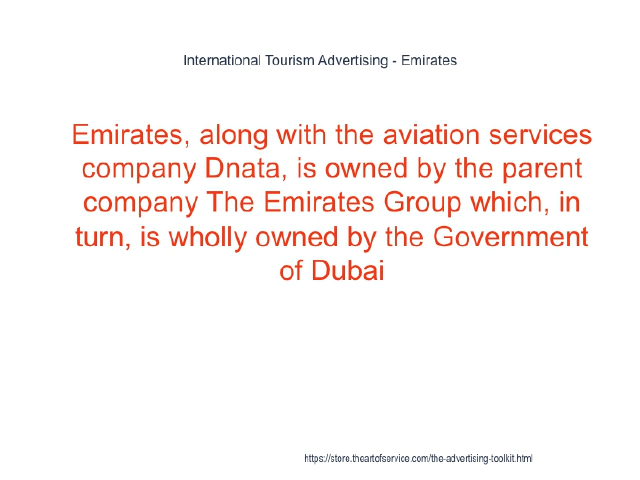 International Tourism Advertising - Emirates
Emirates, along with the aviation services
company Dnata, is owned by the parent
company The Emirates Group which, in
turn, is wholly owned by the Government
of Dubai
https://store.theartofservice.com/the-advertising-toolkit.html